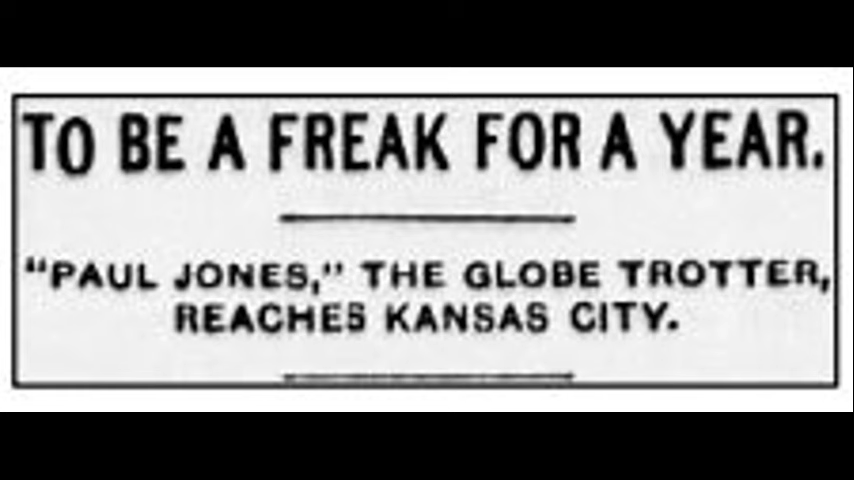 TO BE A FREAK FOR A YEAR.
"PAUL JONES," THE GLOBE TROTTER,
REACHES KANSAS CITY.